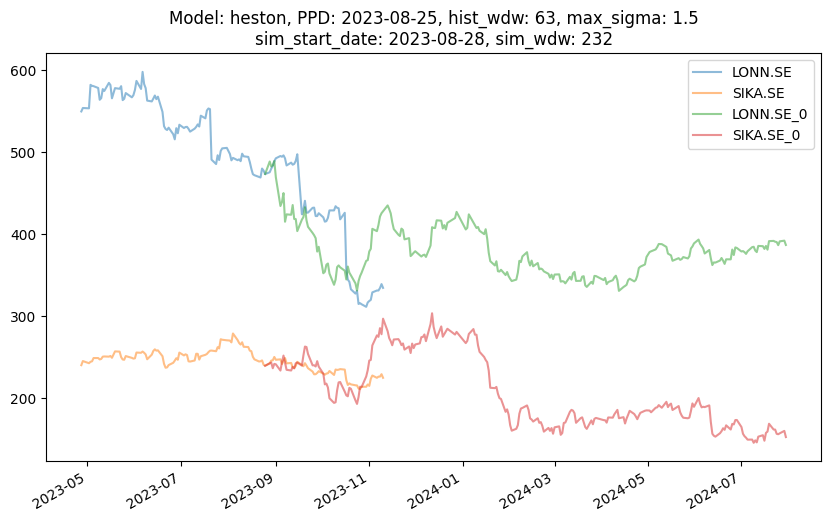 Model: heston, PPD: 2023-08-25, hist_wdw: 63, max_sigma: 1.5
sim_start_date: 2023-08-28, sim_wdw: 232
LONN.SE
SIKA.SE
LONN.SE_0
SIKA.SE_0
600
500
400
300
200
2023-05
2023-07
2023-09
2023-11
2024-01
2024-03
2024-05
2024-07